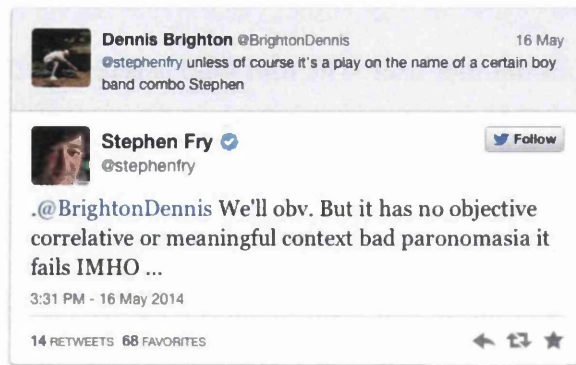 Dennis Brighton @BrightonDennis 16 May
@stephenfry unless of course it's a play on the name of a certain boy
band combo Stephen
Stephen Fry
Follow
@stephenfry
.@BrightonDennis We'll obv. But it has no objective
correlative or meaningful context bad paronomasia it
fails IMHO ...
3:31 PM - 16 May 2014
14 RETWEETS 68 FAVORITES